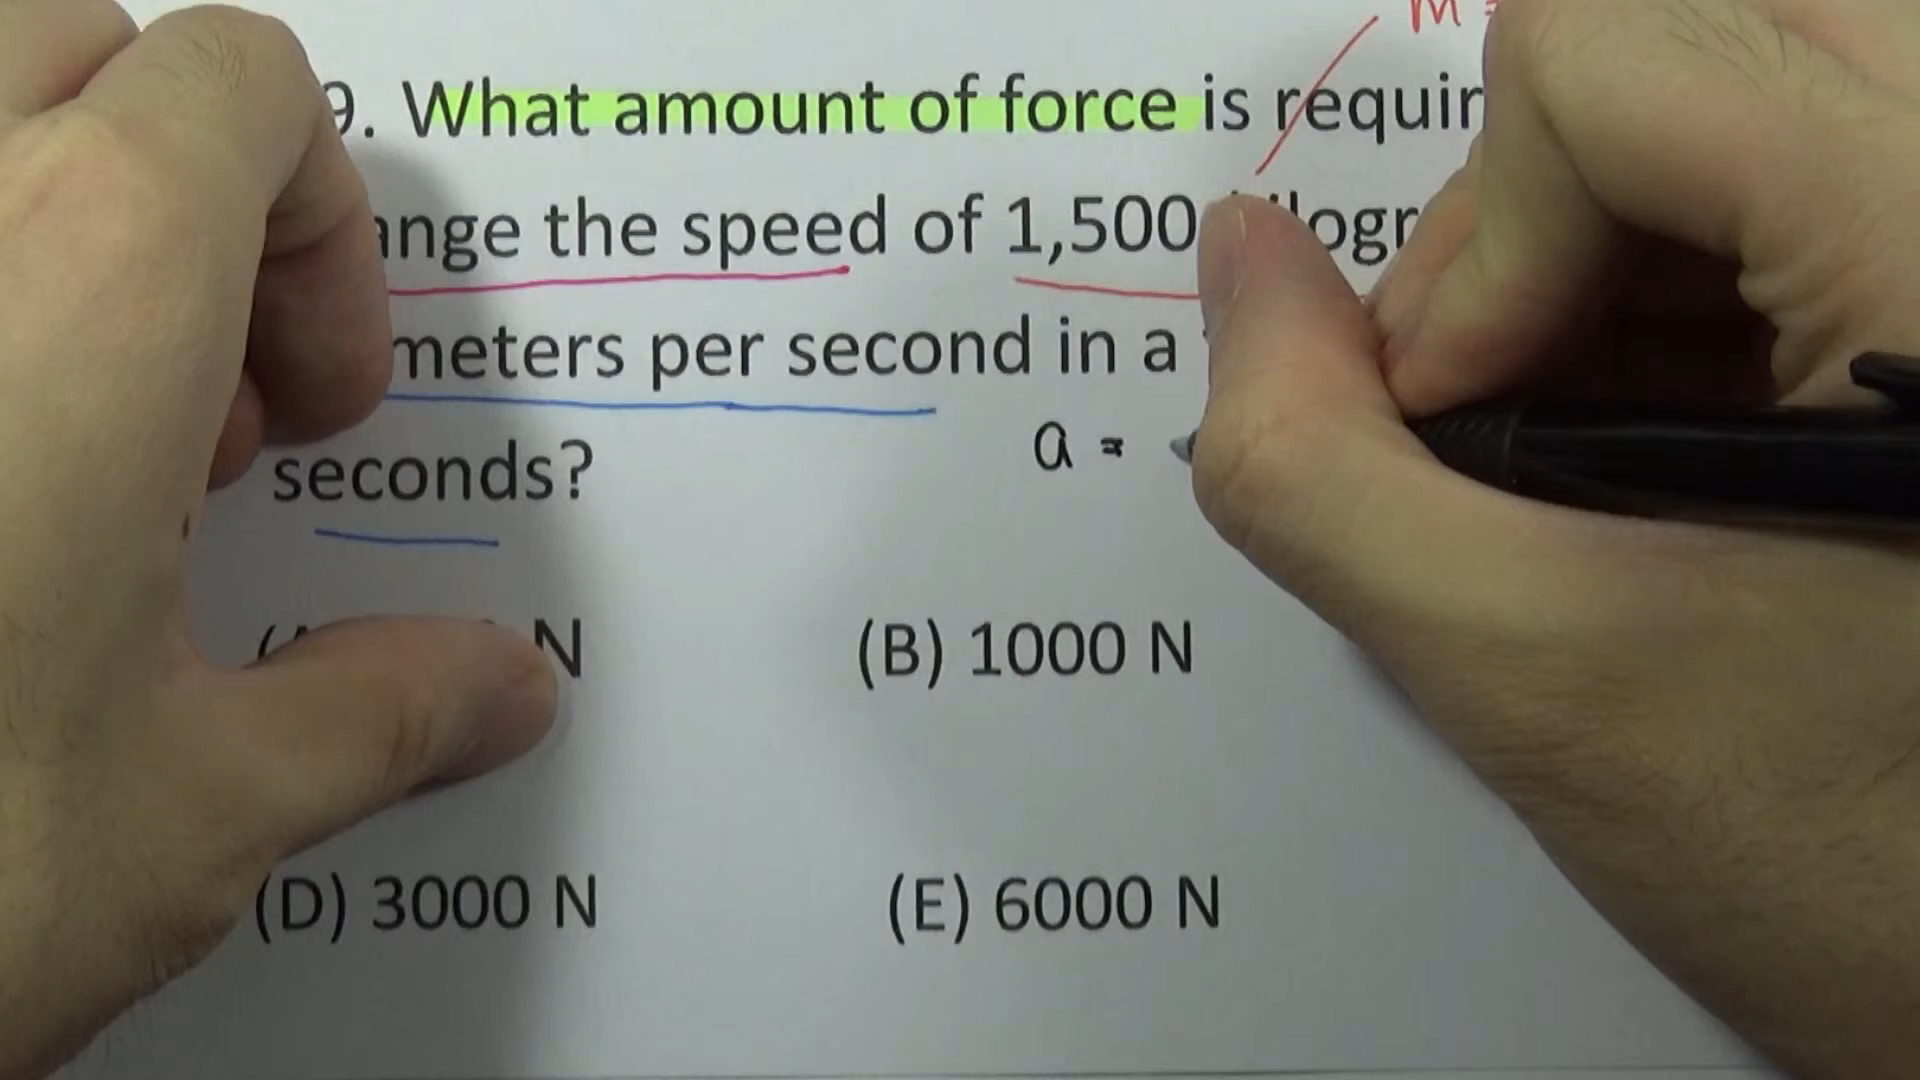 m =
9. What amount of force is requir
ange the speed of 1,500 logr
meters per second in a
seconds?
a =
N
(B) 1000 N
(D) 3000 N
(E) 6000 N